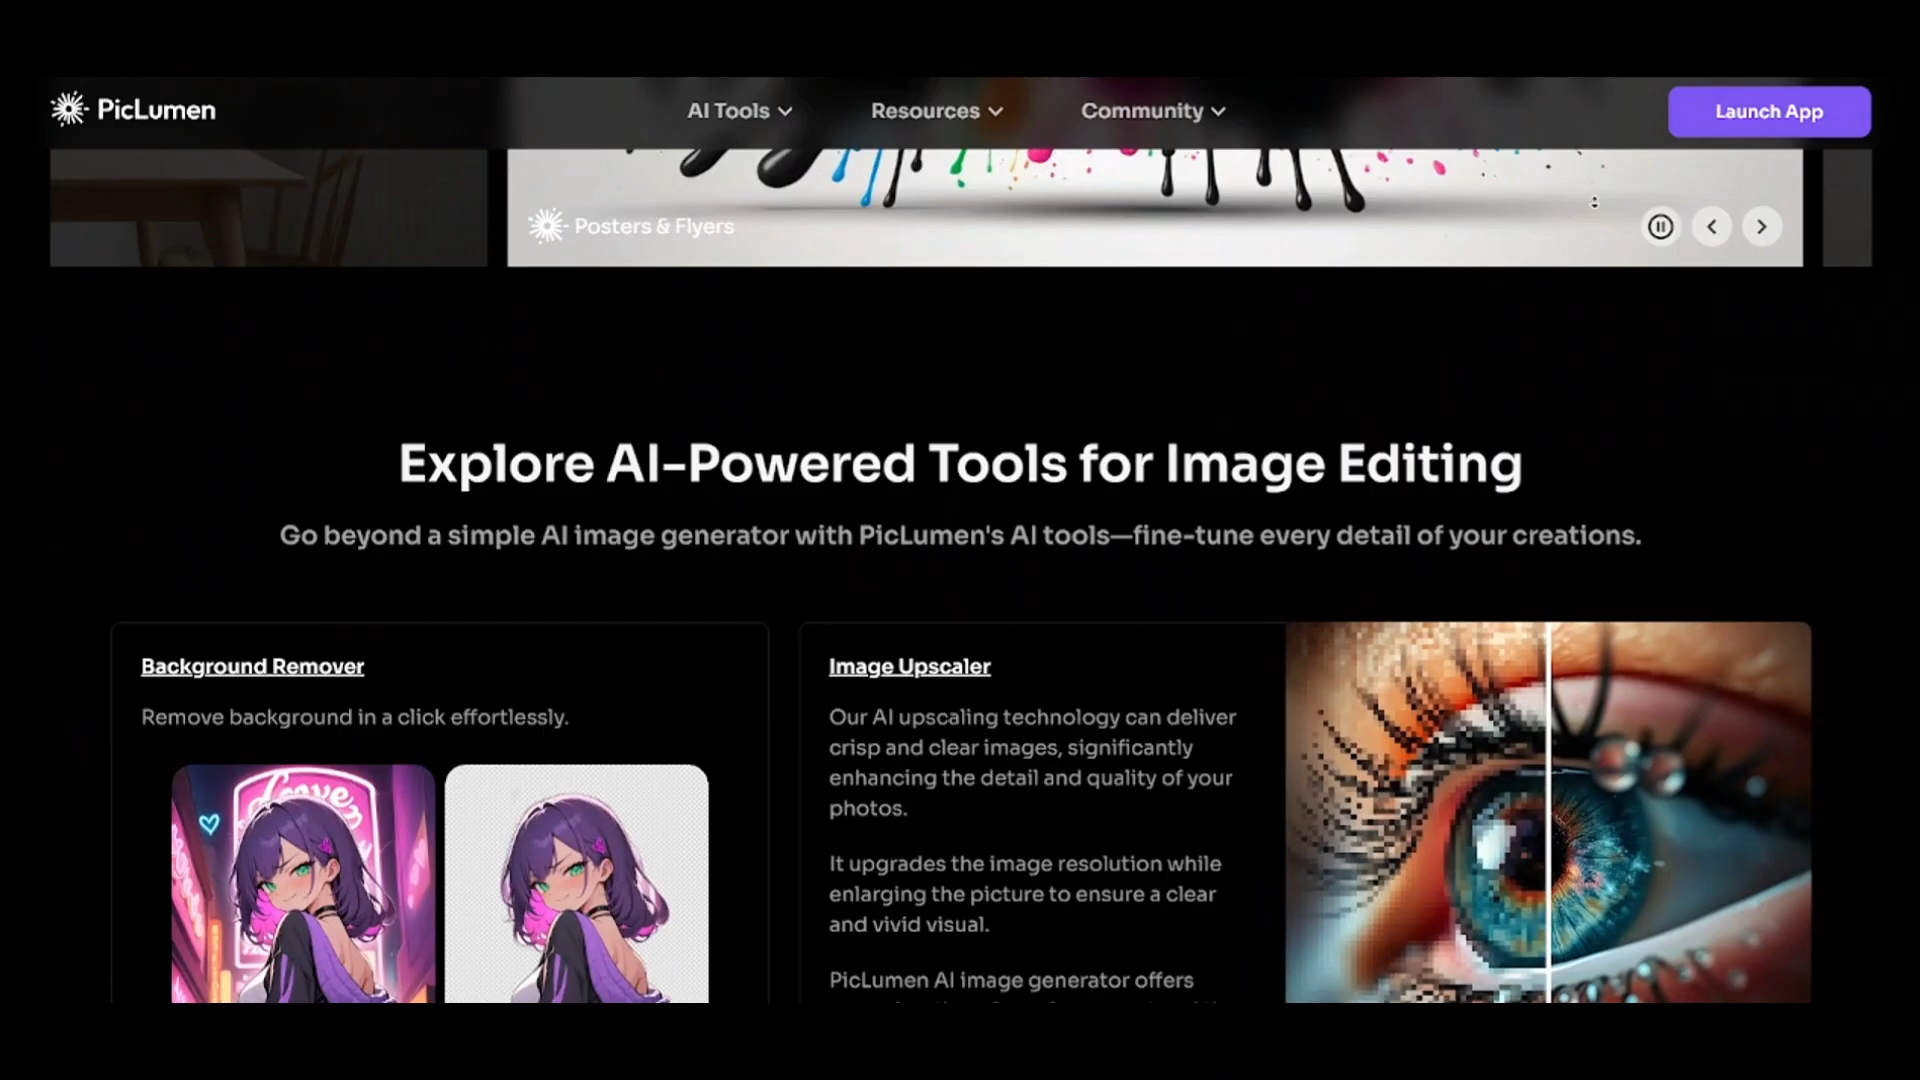 PicLumen
AI Tools
Resources
Community
Launch App
Posters & Flyers
Explore AI-Powered Tools for Image Editing
Go beyond a simple AI image generator with PicLumen's AI tools—fine-tune every detail of your creations.
Background Remover
Remove background in a click effortlessly.
Image Upscaler
Our AI upscaling technology can deliver
crisp and clear images, significantly
enhancing the detail and quality of your
photos.
It upgrades the image resolution while
enlarging the picture to ensure a clear
and vivid visual.
PicLumen AI image generator offers